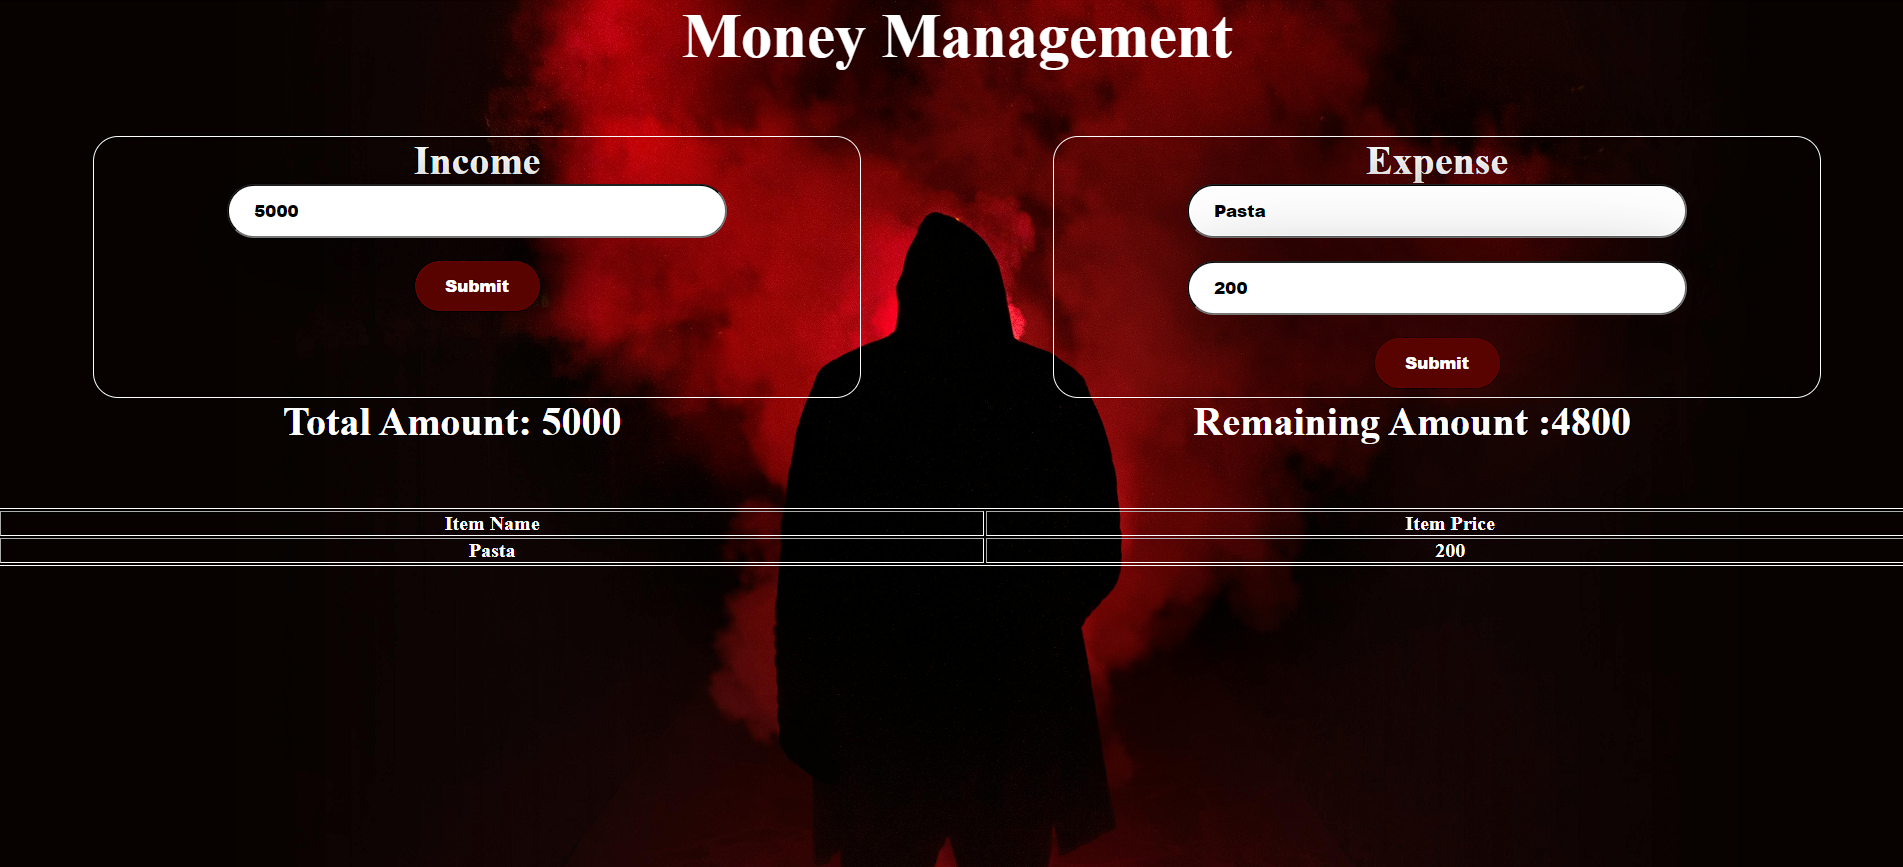 Money Management
Income
5000
Submit
Expense
Pasta
200
Submit
Total Amount: 5000
Remaining Amount :4800
Item Name Item Price
Pasta 200